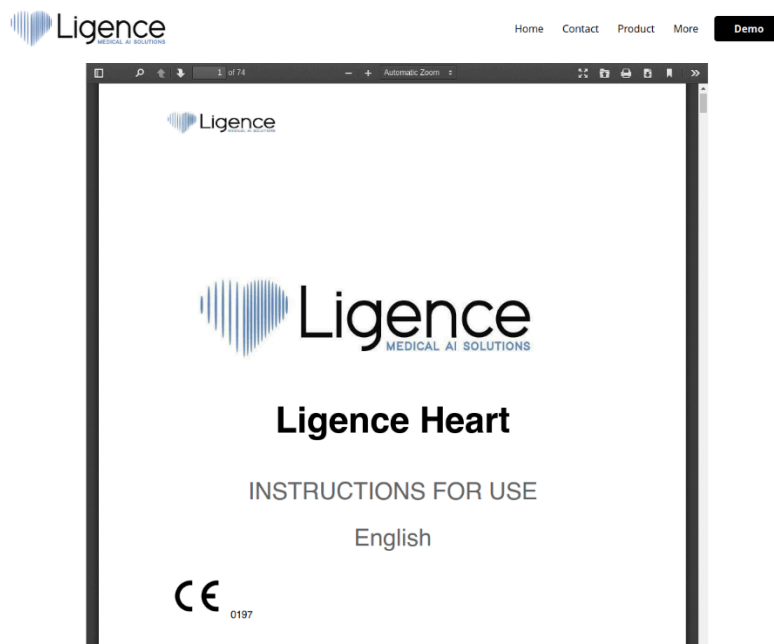 Ligence
MEDICAL AI SOLUTIONS
Home Contact Product More Demo
1 of 74 Automatic Zoom
Ligence
MEDICAL AI SOLUTIONS
Ligence
MEDICAL AI SOLUTIONS
Ligence Heart
INSTRUCTIONS FOR USE
English
CE 0197